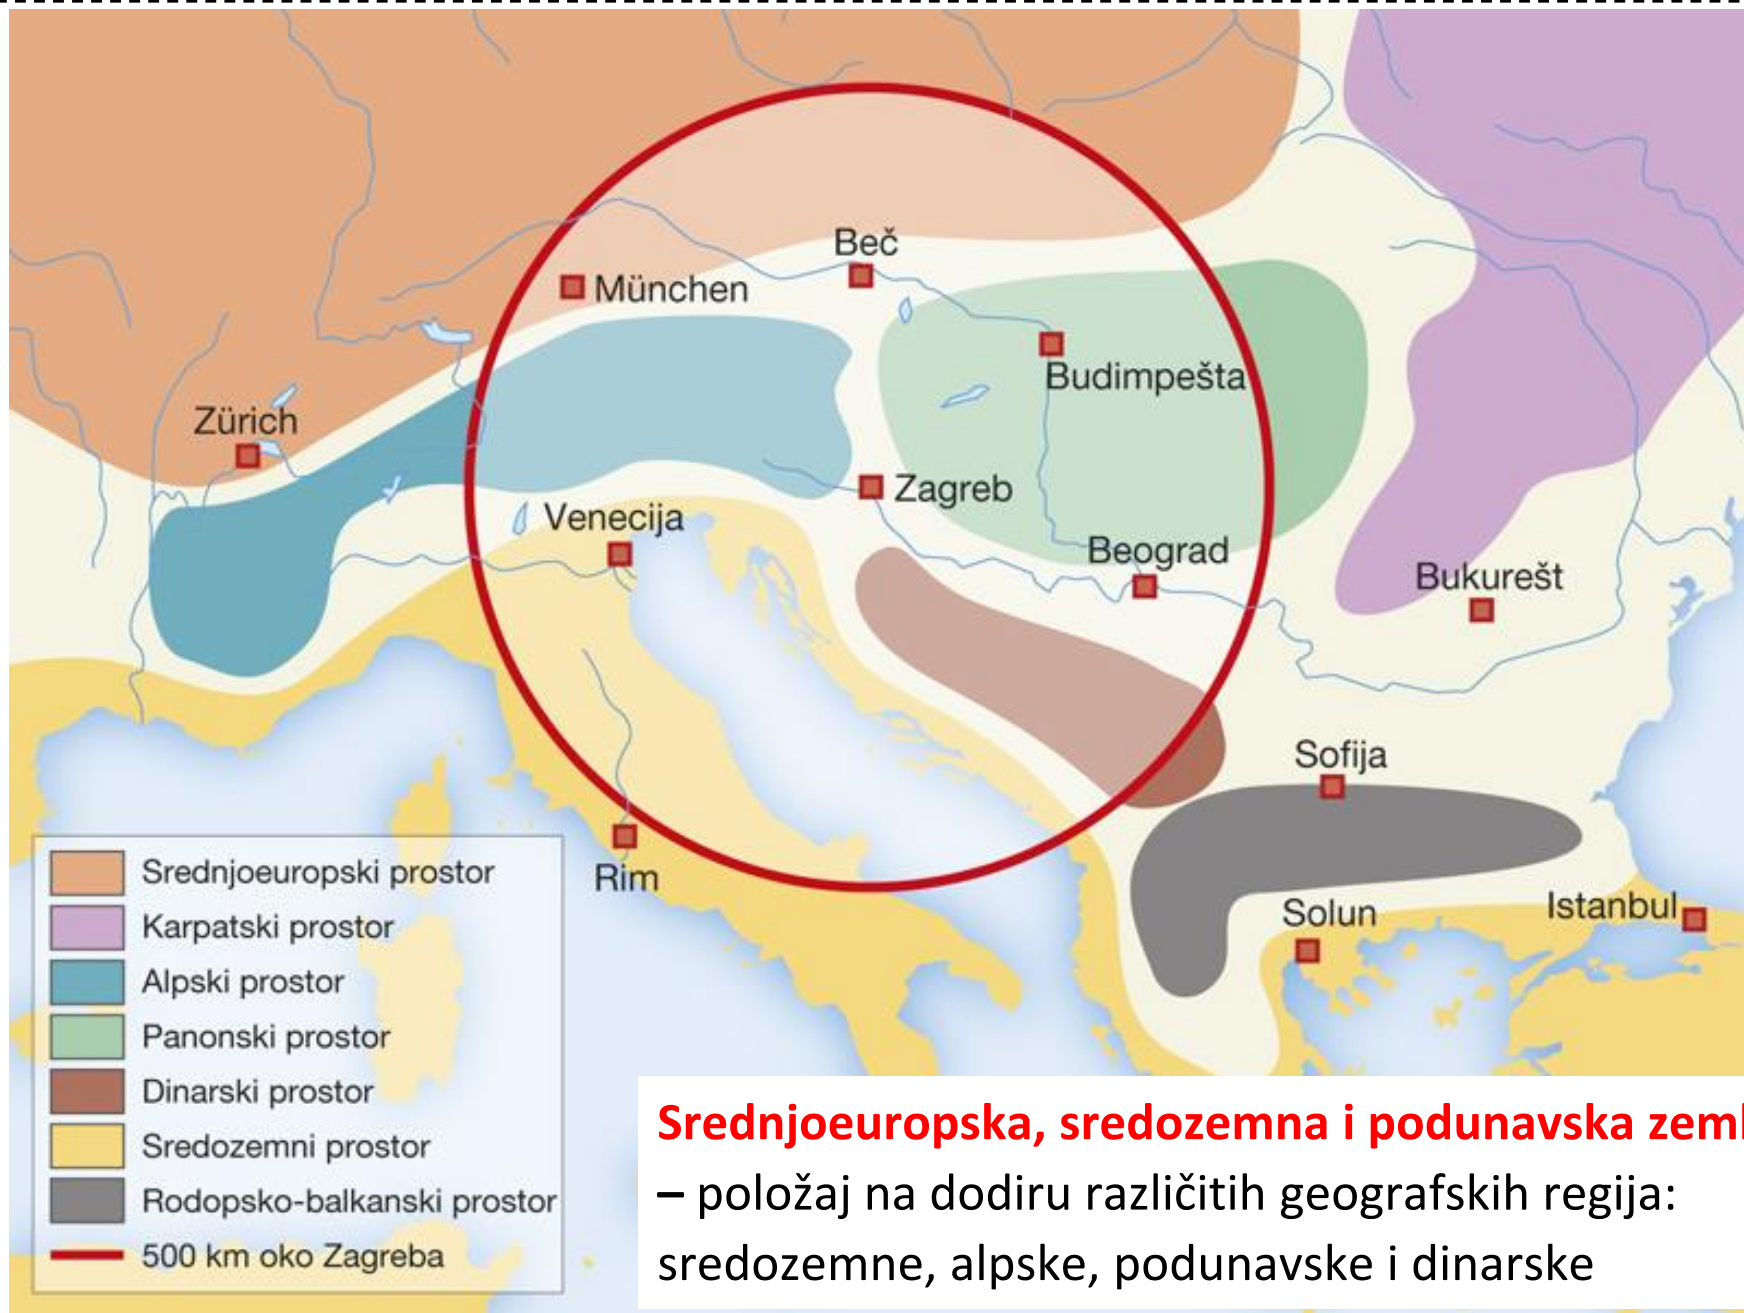 Beč
München
Budimpešta
Zürich
Zagreb
Venecija
Beograd
Bukurešt
Sofija
Rim
Solun
Istanbul
Srednjoeuropski prostor
Karpatski prostor
Alpski prostor
Panonski prostor
Dinarski prostor
Sredozemni prostor
Rodopsko-balkanski prostor
500 km oko Zagreba
Srednjoeuropska, sredozemna i podunavska
– položaj na dodiru različitih geografskih regija:
sredozemne, alpske, podunavske i dinarske